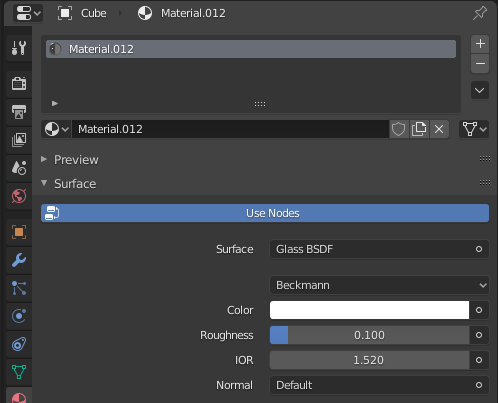 Cube > Material.012
Material.012
Material.012
Preview
Surface
Use Nodes
Surface Glass BSDF
Beckmann
Color
Roughness 0.100
IOR 1.520
Normal Default